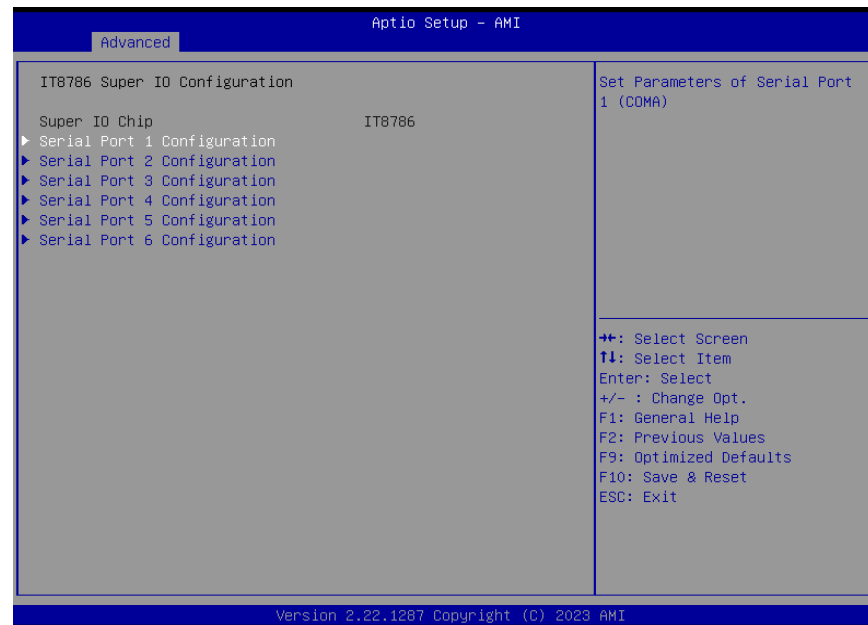 Aptio Setup – AMI
Advanced
IT8786 Super IO Configuration
Super IO Chip IT8786
▶ Serial Port 1 Configuration
▶ Serial Port 2 Configuration
▶ Serial Port 3 Configuration
▶ Serial Port 4 Configuration
▶ Serial Port 5 Configuration
▶ Serial Port 6 Configuration
Set Parameters of Serial Port
1 (COMA)
→←: Select Screen
↑↓: Select Item
Enter: Select
+/- : Change Opt.
F1: General Help
F2: Previous Values
F9: Optimized Defaults
F10: Save & Reset
ESC: Exit
Version 2.22.1287 Copyright (C) 2023 AMI